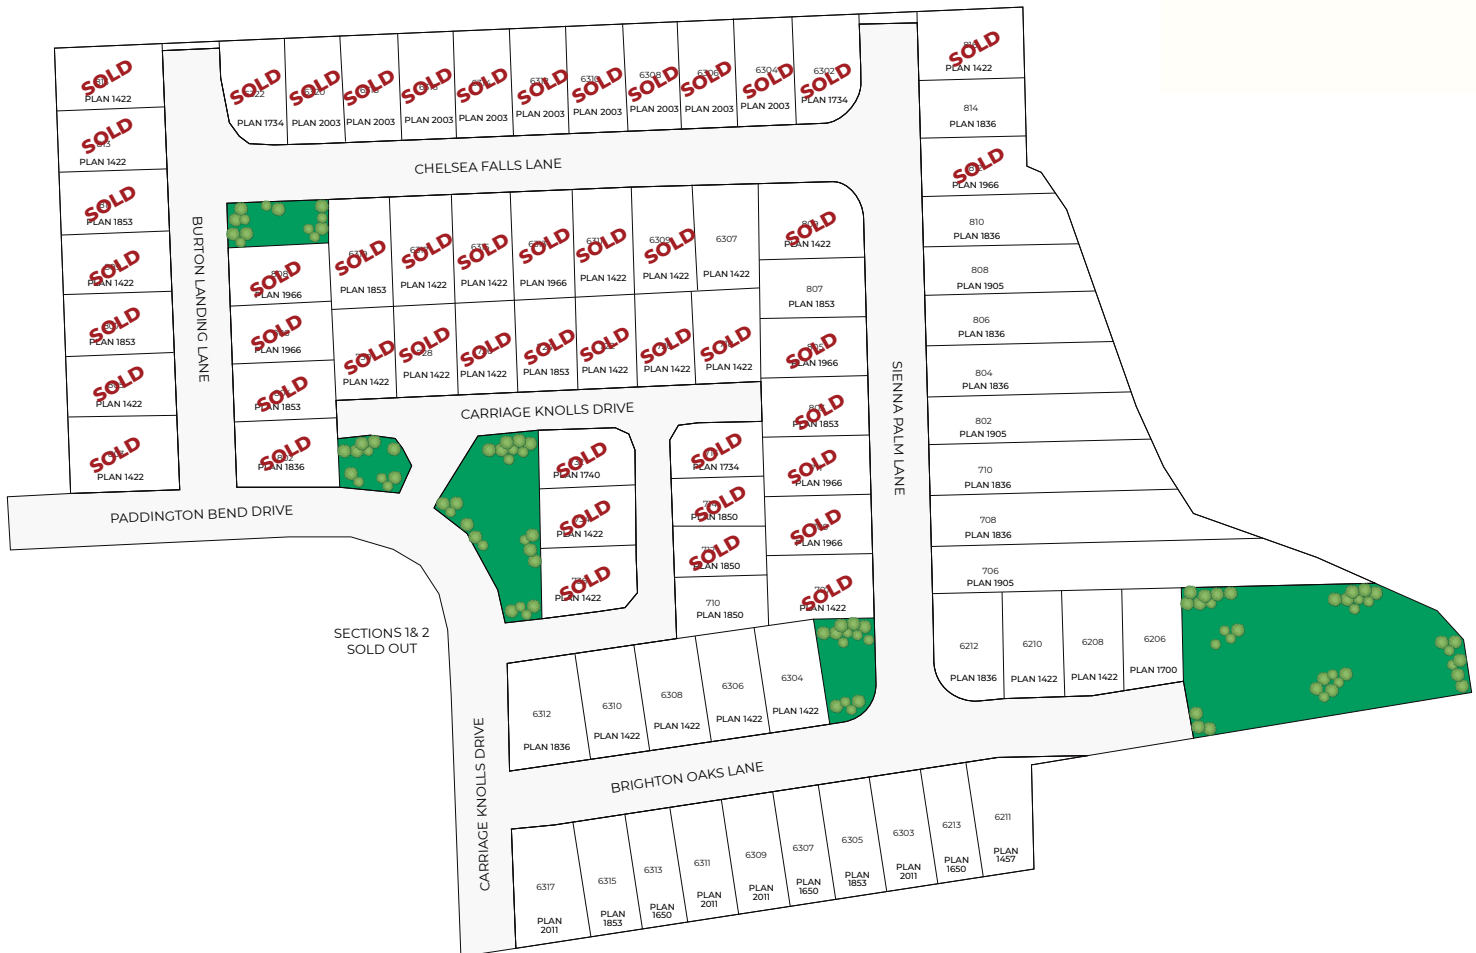 SOLD
PLAN 1422
SOLD
PLAN 1422
SOLD
PLAN 1853
SOLD
PLAN 1422
SOLD
PLAN 1853
SOLD
PLAN 1422
SOLD
PLAN 1422
BURTON LANDING LANE
SOLD
PLAN 1734
SOLD
PLAN 2003
SOLD
PLAN 2003
SOLD
PLAN 2003
SOLD
PLAN 2003
SOLD
PLAN 2003
SOLD
PLAN 2003
6308
SOLD
PLAN 2003
SOLD
PLAN 2003
6304
SOLD
PLAN 2003
6302
SOLD
PLAN 1734
CHELSEA FALLS LANE
SOLD
PLAN 1966
SOLD
PLAN 1966
SOLD
PLAN 1853
802
SOLD
PLAN 1836
SOLD
PLAN 1853
SOLD
PLAN 1422
SOLD
PLAN 1422
SOLD
PLAN 1966
SOLD
PLAN 1422
6309
SOLD
PLAN 1422
6307
PLAN 1422
SOLD
PLAN 1422
807
PLAN 1853
805
SOLD
PLAN 1966
SOLD
PLAN 1853
SOLD
PLAN 1966
SOLD
PLAN 1966
SOLD
PLAN 1422
SOLD
PLAN 1422
728
SOLD
PLAN 1422
SOLD
PLAN 1422
SOLD
PLAN 1853
SOLD
PLAN 1422
SOLD
PLAN 1422
SOLD
PLAN 1422
CARRIAGE KNOLLS DRIVE
SOLD
PLAN 1740
SOLD
PLAN 1422
SOLD
PLAN 1422
SOLD
PLAN 1734
SOLD
PLAN 1850
SOLD
PLAN 1850
710
PLAN 1850
SIENNA PALM LANE
SOLD
PLAN 1422
814
PLAN 1836
SOLD
PLAN 1966
810
PLAN 1836
808
PLAN 1905
806
PLAN 1836
804
PLAN 1836
802
PLAN 1905
710
PLAN 1836
708
PLAN 1836
706
PLAN 1905
6212
PLAN 1836
6210
PLAN 1422
6208
PLAN 1422
6206
PLAN 1700
PADDINGTON BEND DRIVE
SECTIONS 1& 2
SOLD OUT
6312
PLAN 1836
6310
PLAN 1422
6308
PLAN 1422
6306
PLAN 1422
6304
PLAN 1422
CARRIAGE KNOLLS DRIVE
BRIGHTON OAKS LANE
6317
PLAN
2011
6315
PLAN
1853
6313
PLAN
1650
6311
PLAN
2011
6309
PLAN
2011
6307
PLAN
1650
6305
PLAN
1853
6303
PLAN
2011
6213
PLAN
1650
6211
PLAN
1457